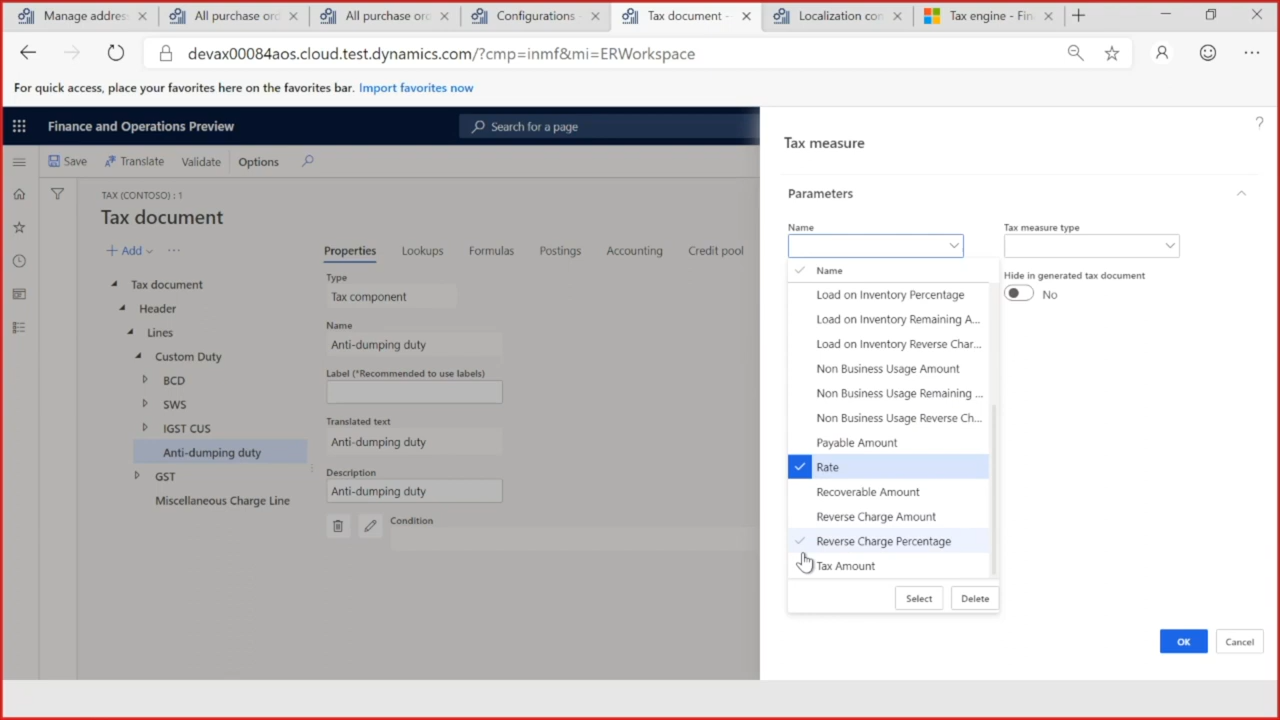 Manage addres
All purchase ord
All purchase ord
Configurations -
Tax document --
Localization con
Tax engine - Fin
devax00084aos.cloud.test.dynamics.com/?cmp=inmf&mi=ERWorkspace
For quick access, place your favorites here on the favorites bar. Import favorites now
Finance and Operations Preview
Search for a page
Save Translate Validate Options
TAX (CONTOSO) : 1
Tax document
+ Add ...
Properties Lookups Formulas Postings Accounting Credit pool
Tax document
Header
Lines
Custom Duty
BCD
SWS
IGST CUS
Anti-dumping duty
GST
Miscellaneous Charge Line
Type
Tax component
Name
Anti-dumping duty
Label (*Recommended to use labels)
Translated text
Anti-dumping duty
Description
Anti-dumping duty
Condition
?
Tax measure
Parameters
Name
Tax measure type
Hide in generated tax document
No
Name
Load on Inventory Percentage
Load on Inventory Remaining A...
Load on Inventory Reverse Char...
Non Business Usage Amount
Non Business Usage Remaining ...
Non Business Usage Reverse Ch...
Payable Amount
Rate
Recoverable Amount
Reverse Charge Amount
Reverse Charge Percentage
Tax Amount
Select Delete
OK Cancel